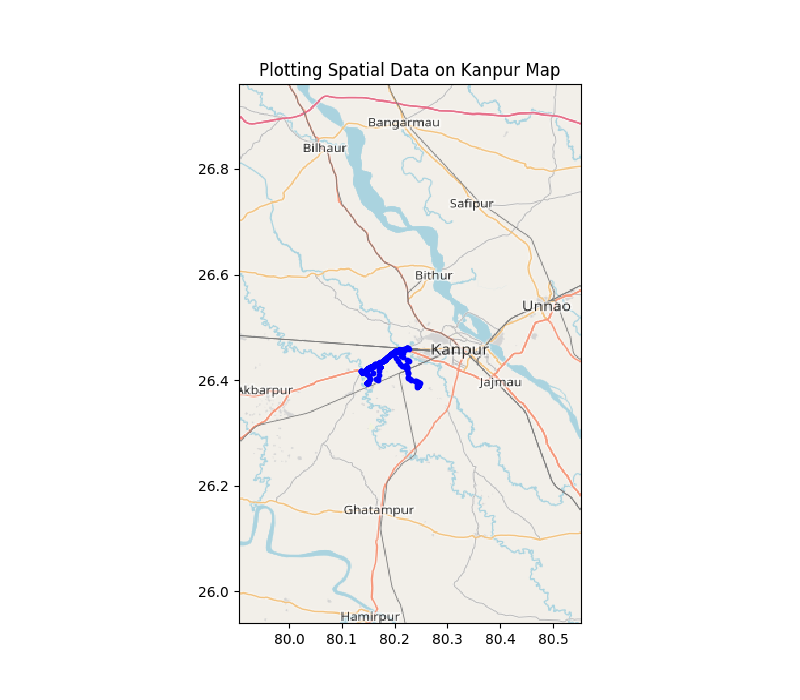 Plotting Spatial Data on Kanpur Map
Bangarmau
Bilhaur
26.8
Safipur
Bithur
26.6
Unnao
Kanpur
26.4
Jajmau
Akbarpur
26.2
Ghatampur
26.0
Hamirpur
80.0 80.1 80.2 80.3 80.4 80.5